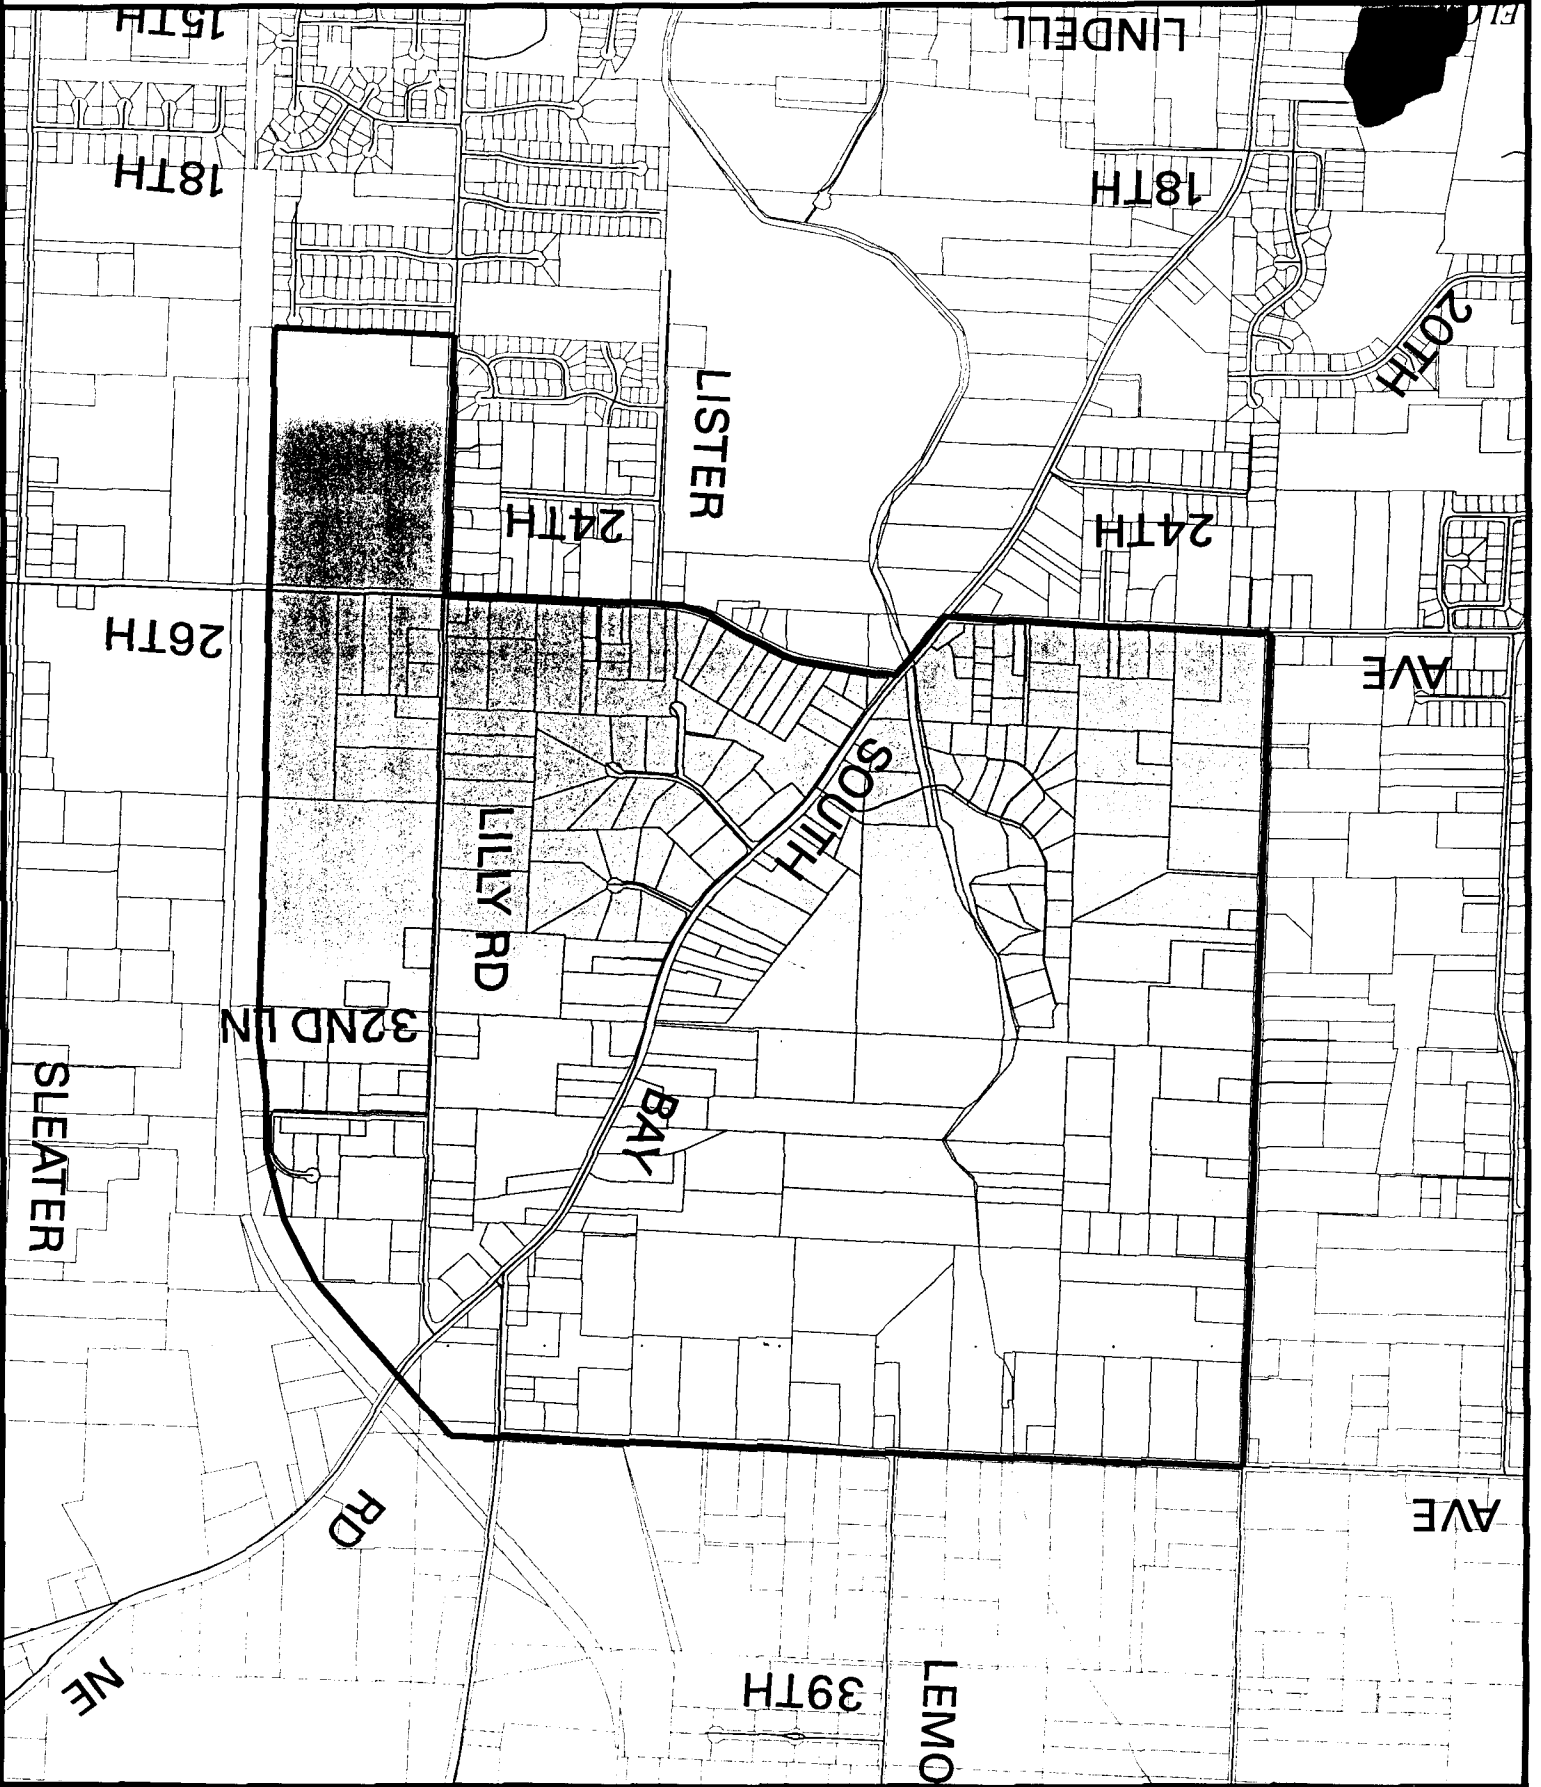 NE
39TH
LEMO
RD
AVE
SLEATER
BAY
32ND LN
LILLY RD
SOUTH
AVE
26TH
24TH
24TH
LISTER
20TH
18TH
18TH
15TH
LINDELL